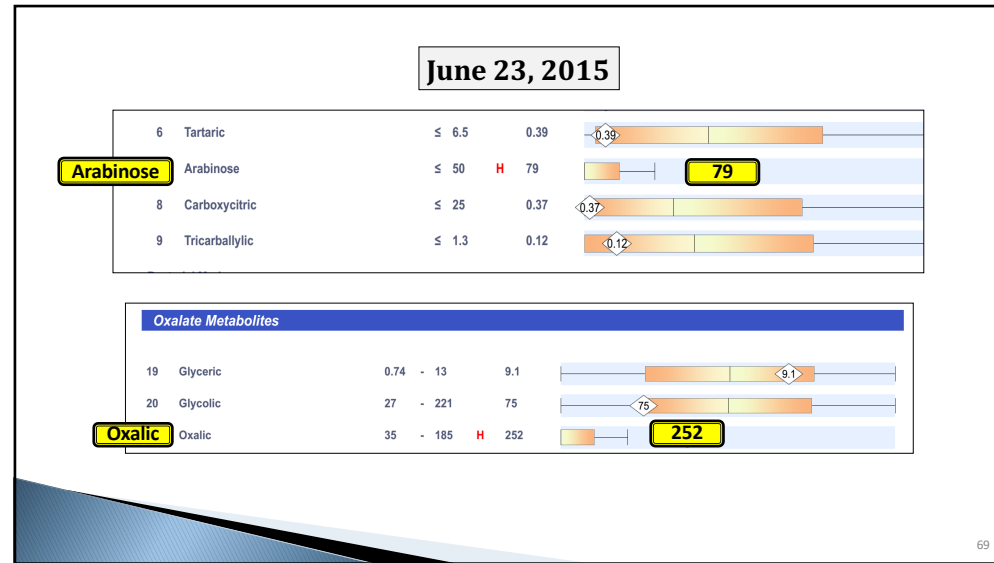 June 23, 2015
6 Tartaric ≤ 6.5 0.39 0.39
Arabinose Arabinose ≤ 50 H 79 79
8 Carboxycitric ≤ 25 0.37 0.37
9 Tricarballylic ≤ 1.3 0.12 0.12
Oxalate Metabolites
19 Glyceric 0.74 - 13 9.1 9.1
20 Glycolic 27 - 221 75 75
Oxalic Oxalic 35 - 185 H 252 252
69